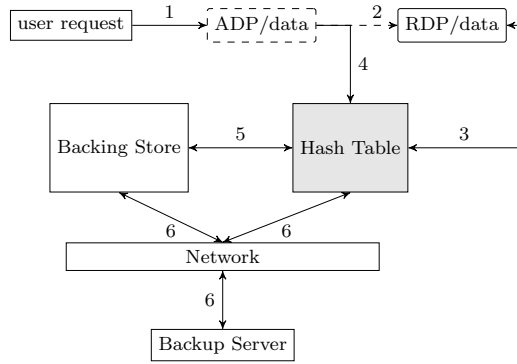 user request
1
ADP/data
2
RDP/data
4
Backing Store
5
Hash Table
3
6
6
Network
6
Backup Server